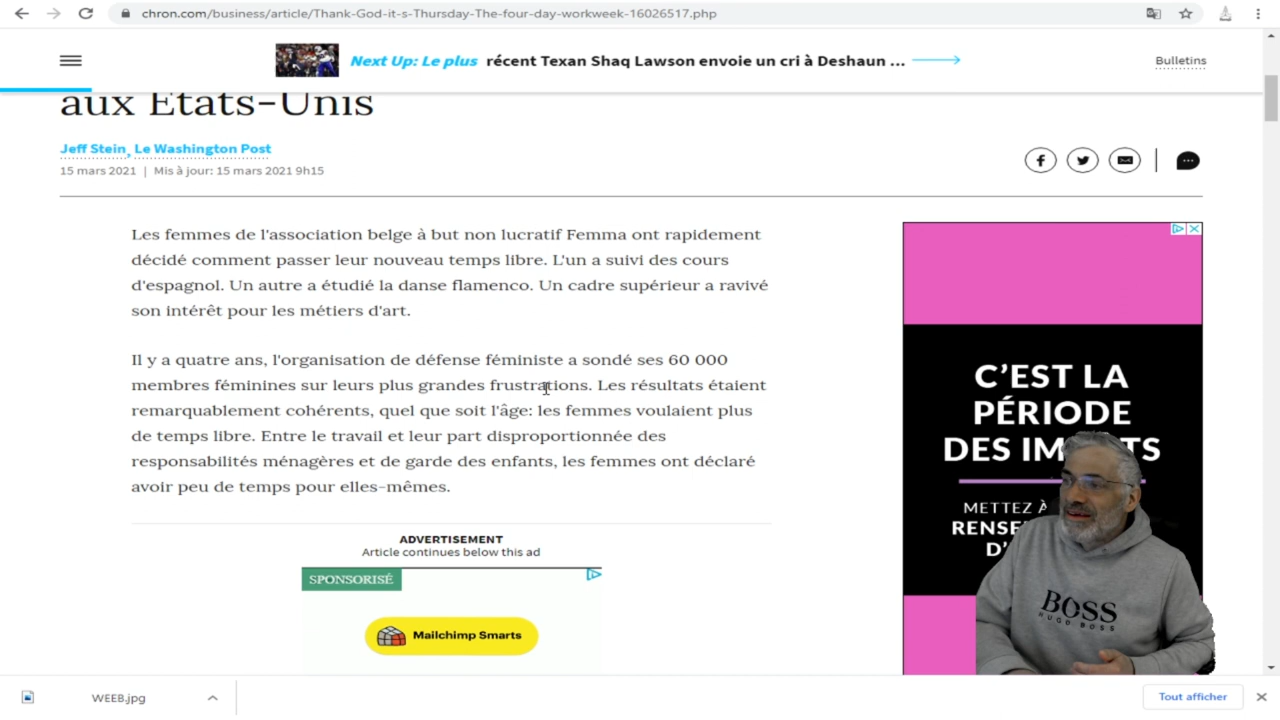 chron.com/business/article/Thank-God-it-s-Thursday-The-four-day-workweek-16026517.php
Next Up: Le plus récent Texan Shaq Lawson envoie un cri à Deshaun ...
Bulletins
aux États-Unis
Jeff Stein, Le Washington Post
15 mars 2021 | Mis à jour: 15 mars 2021 9h15
Les femmes de l'association belge à but non lucratif Femma ont rapidement
décidé comment passer leur nouveau temps libre. L'un a suivi des cours
d'espagnol. Un autre a étudié la danse flamenco. Un cadre supérieur a ravivé
son intérêt pour les métiers d'art.
Il y a quatre ans, l'organisation de défense féministe a sondé ses 60 000
membres féminines sur leurs plus grandes frustrations. Les résultats étaient
remarquablement cohérents, quel que soit l'âge: les femmes voulaient plus
de temps libre. Entre le travail et leur part disproportionnée des
responsabilités ménagères et de garde des enfants, les femmes ont déclaré
avoir peu de temps pour elles-mêmes.
ADVERTISEMENT
Article continues below this ad
SPONSORISÉ
Mailchimp Smarts
C'EST LA
PÉRIODE
DES IM TS
METTEZ À
RENSE
D'
BOSS
HUGO BOSS
WEEB.jpg
Tout afficher